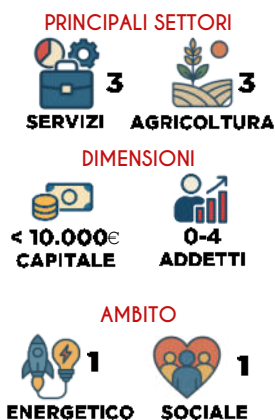 PRINCIPALI SETTORI
3 3
SERVIZI AGRICOLTURA
DIMENSIONI
< 10.000€ 0-4
CAPITALE ADDETTI
AMBITO
1 1
ENERGETICO SOCIALE